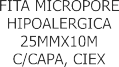 FITA MICROPORE
HIPOALERGICA
25MMX10M
C/CAPA, CIEX